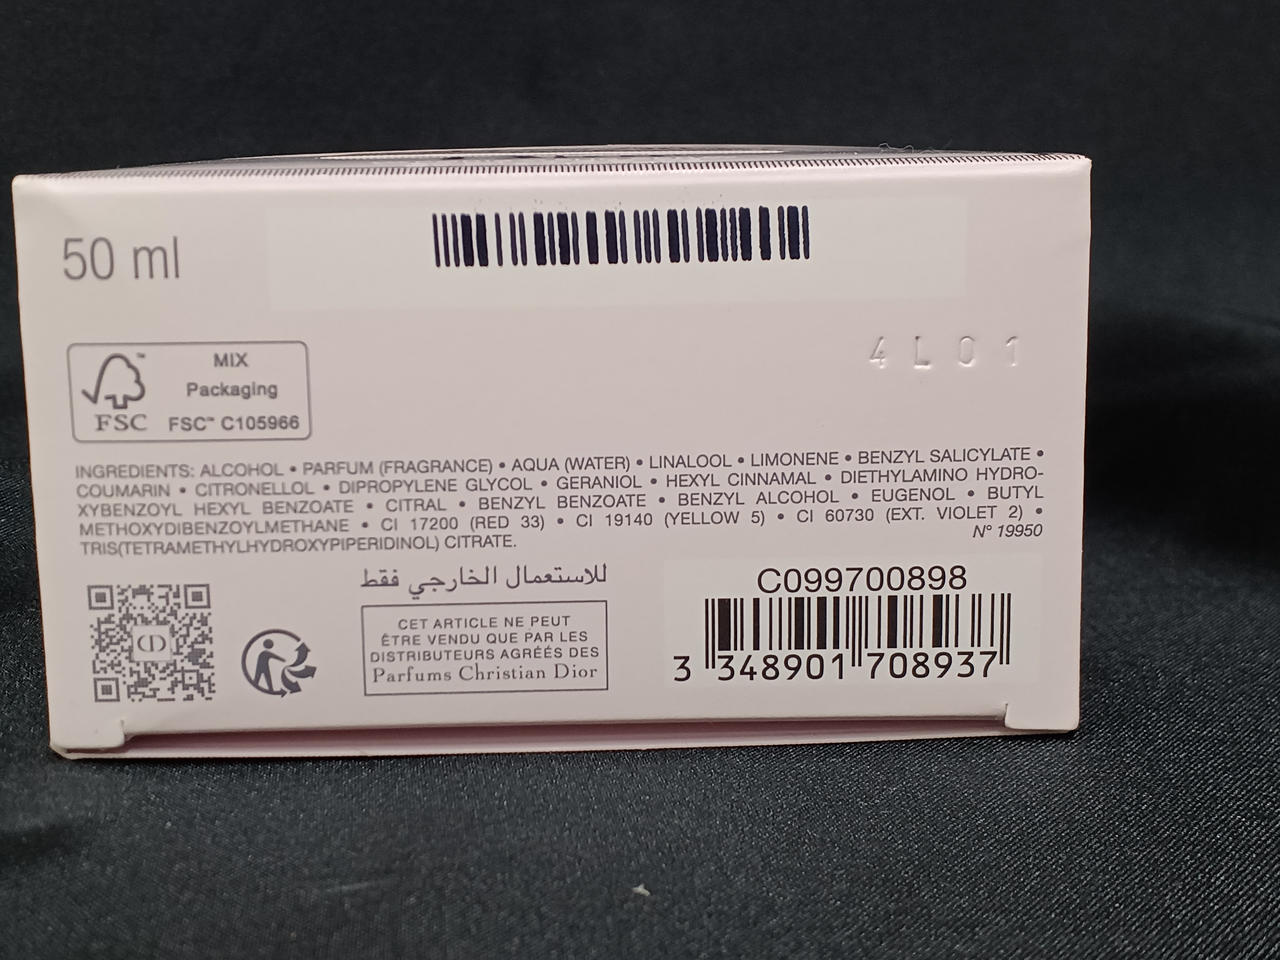 50 ml
4L01
MIX
Packaging
FSC™ C105966
FSC
INGREDIENTS: ALCOHOL • PARFUM (FRAGRANCE) • AQUA (WATER) • LINALOOL • LIMONENE • BENZYL SALICYLATE •
COUMARIN • CITRONELLOL • DIPROPYLENE GLYCOL • GERANIOL • HEXYL CINNAMAL • DIETHYLAMINO HYDRO-
XYBENZOYL HEXYL BENZOATE • CITRAL • BENZYL BENZOATE • BENZYL ALCOHOL • EUGENOL • BUTYL
METHOXYDIBENZOYLMETHANE • CI 17200 (RED 33) • CI 19140 (YELLOW 5) • CI 60730 (EXT. VIOLET 2) •
TRIS(TETRAMETHYLHYDROXYPIPERIDINOL) CITRATE.
N° 19950
للاستعمال الخارجي فقط
CET ARTICLE NE PEUT
ÊTRE VENDU QUE PAR LES
DISTRIBUTEURS AGRÉÉS DES
Parfums Christian Dior
CD
C099700898
3 348901 708937